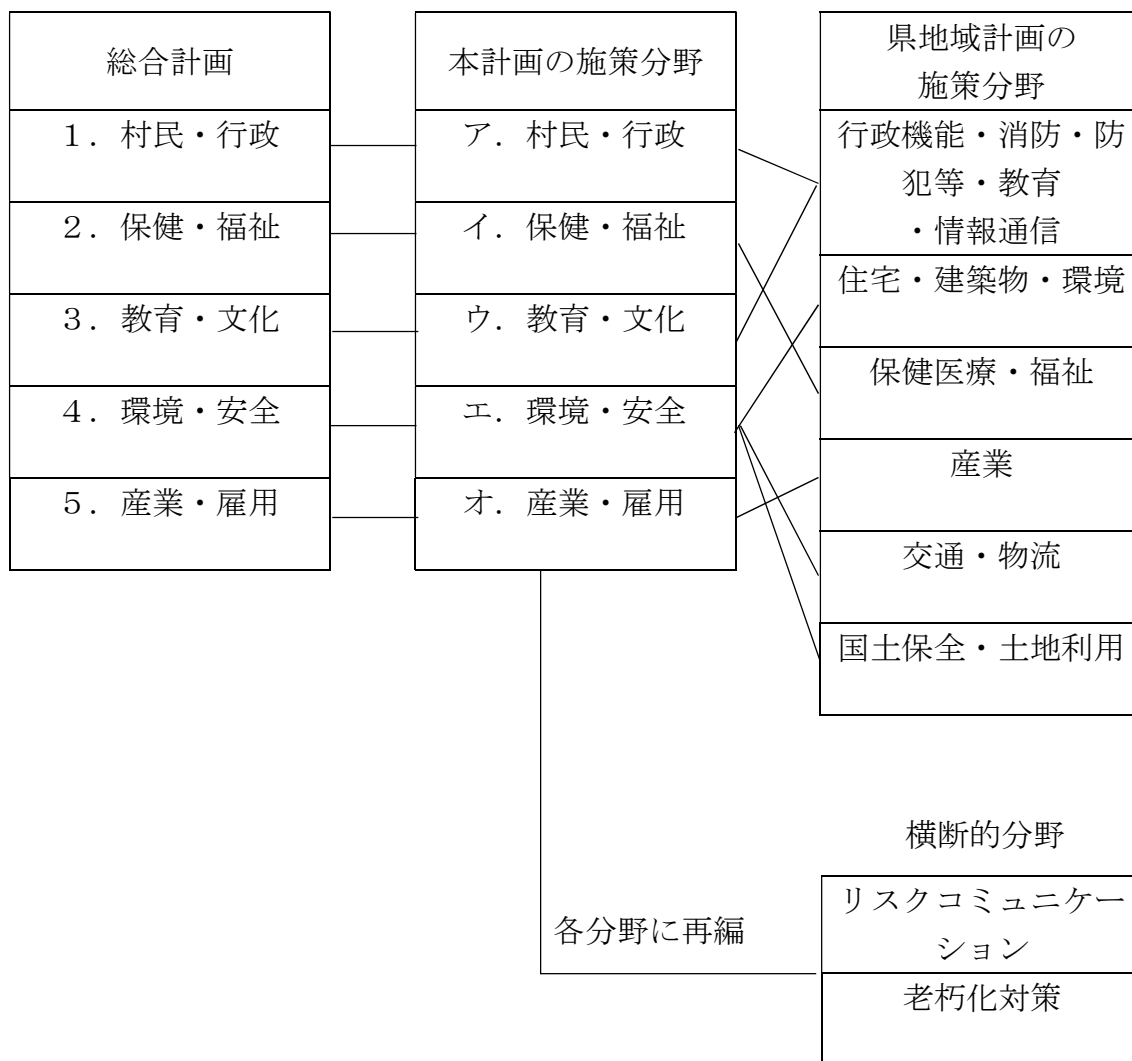 総合計画
1．村民・行政
2．保健・福祉
3．教育・文化
4．環境・安全
5．産業・雇用
本計画の施策分野
ア．村民・行政
イ．保健・福祉
ウ．教育・文化
エ．環境・安全
オ．産業・雇用
県地域計画の
施策分野
行政機能・消防・防
犯等・教育
・情報通信
住宅・建築物・環境
保健医療・福祉
産業
交通・物流
国土保全・土地利用
横断的分野
各分野に再編
リスクコミュニケー
ション
老朽化対策